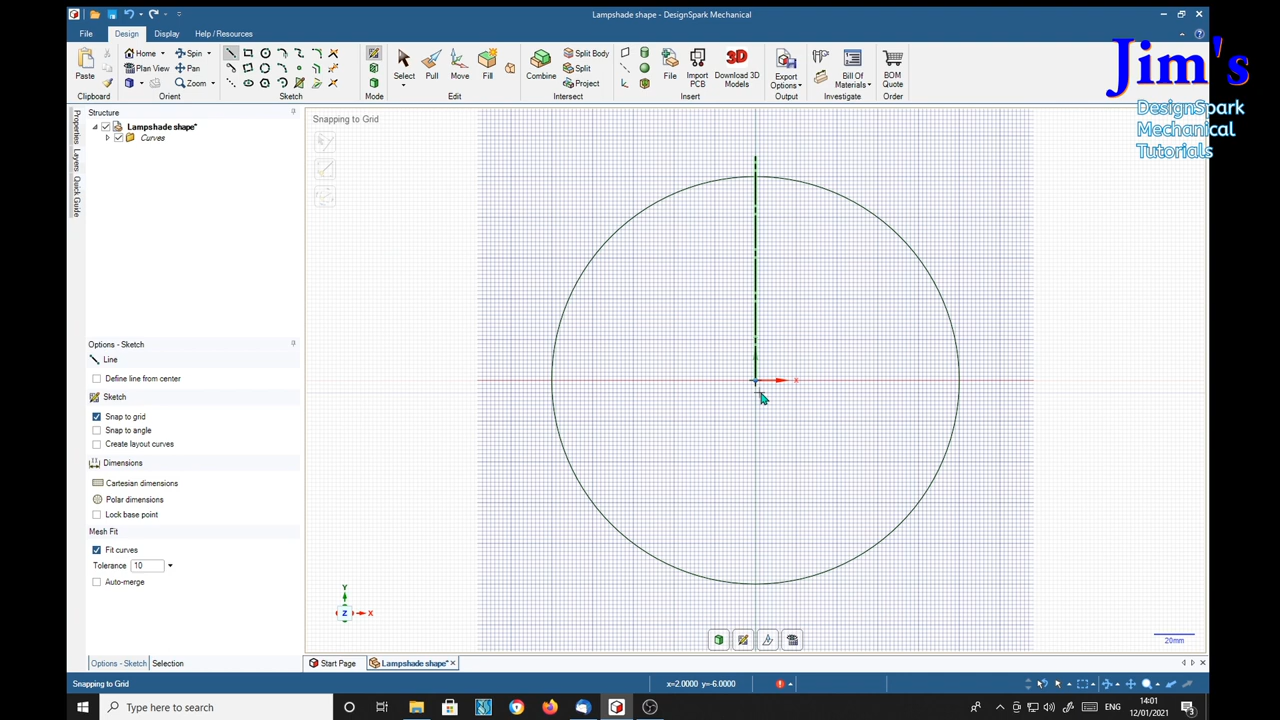 Lampshade shape - DesignSpark Mechanical
File Design Display Help / Resources
Jim's
DesignSpark
Mechanical
Tutorials
Home Spin
Plan View Pan
Zoom
Paste
Select Pull Move Fill
Combine
Split Body
Split
Project
File
Import
PCB
Download 3D
Models
Export
Options
Bill Of
Materials
BOM
Quote
Clipboard Orient Sketch Mode Edit Intersect Insert Output Investigate Order
Structure
Lampshade shape*
Curves
Properties
Layers
Quick Guide
Snapping to Grid
X
Options - Sketch
Line
Define line from center
Sketch
Snap to grid
Snap to angle
Create layout curves
Dimensions
Cartesian dimensions
Polar dimensions
Lock base point
Mesh Fit
Fit curves
Tolerance 10
Auto-merge
Y
Z X
20mm
Options - Sketch Selection
Start Page Lampshade shape*
Snapping to Grid
x=2.0000 y=-6.0000
Type here to search
ENG
14:01
12/01/2021
3